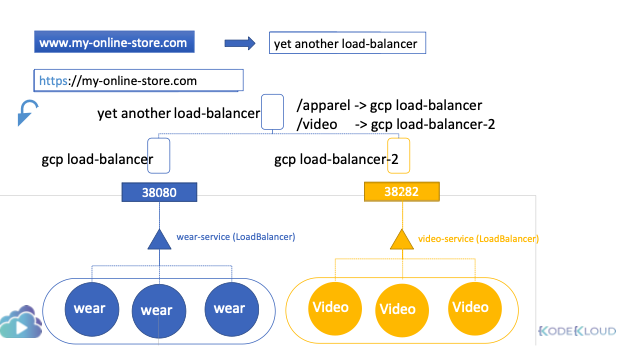 www.my-online-store.com
yet another load-balancer
https://my-online-store.com
yet another load-balancer
/apparel -> gcp load-balancer
/video -> gcp load-balancer-2
gcp load-balancer
gcp load-balancer-2
38080
38282
wear-service (LoadBalancer)
video-service (LoadBalancer)
wear
wear
wear
Video
Video
Video
KODEKLOUD